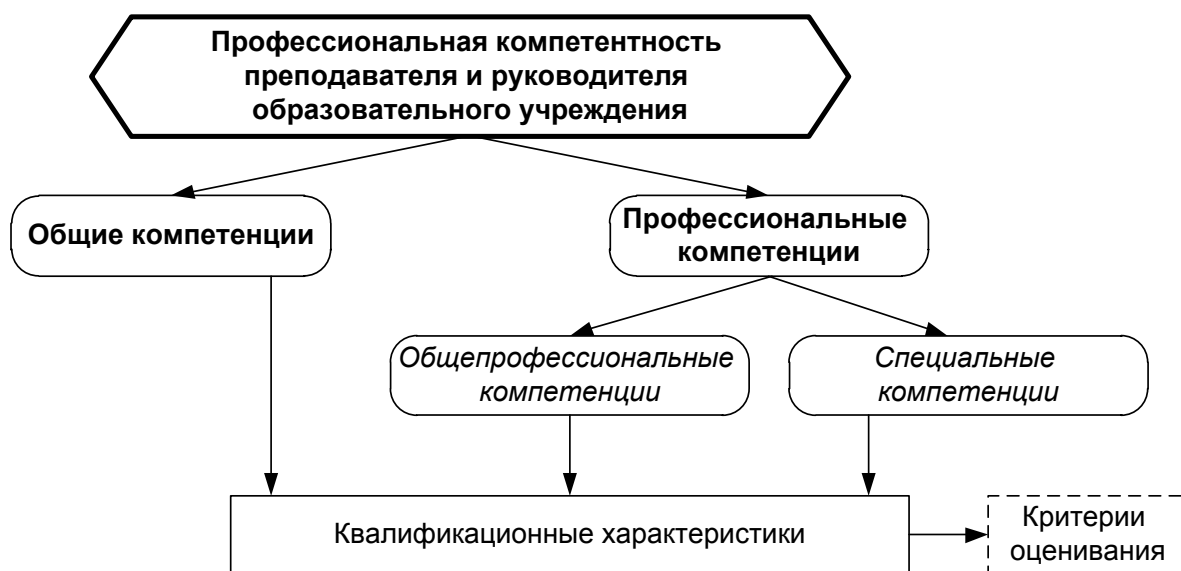 Профессиональная компетентность
преподавателя и руководителя
образовательного учреждения
Общие компетенции
Профессиональные
компетенции
Общепрофессиональные
компетенции
Специальные
компетенции
Квалификационные характеристики
Критерии
оценивания